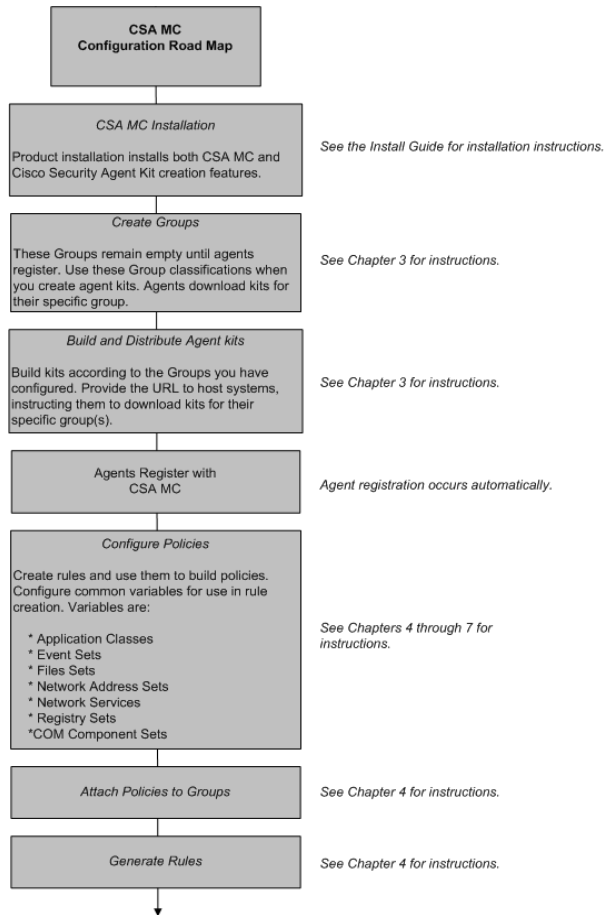 CSA MC
Configuration Road Map
CSA MC Installation
Product installation installs both CSA MC and
Cisco Security Agent Kit creation features.
See the Install Guide for installation instructions.
Create Groups
These Groups remain empty until agents
register. Use these Group classifications when
you create agent kits. Agents download kits for
their specific group.
See Chapter 3 for instructions.
Build and Distribute Agent kits
Build kits according to the Groups you have
configured. Provide the URL to host systems,
instructing them to download kits for their
specific group(s).
See Chapter 3 for instructions.
Agents Register with
CSA MC
Agent registration occurs automatically.
Configure Policies
Create rules and use them to build policies.
Configure common variables for use in rule
creation. Variables are:
* Application Classes
* Event Sets
* Files Sets
* Network Address Sets
* Network Services
* Registry Sets
*COM Component Sets
See Chapters 4 through 7 for
instructions.
Attach Policies to Groups
See Chapter 4 for instructions.
Generate Rules
See Chapter 4 for instructions.